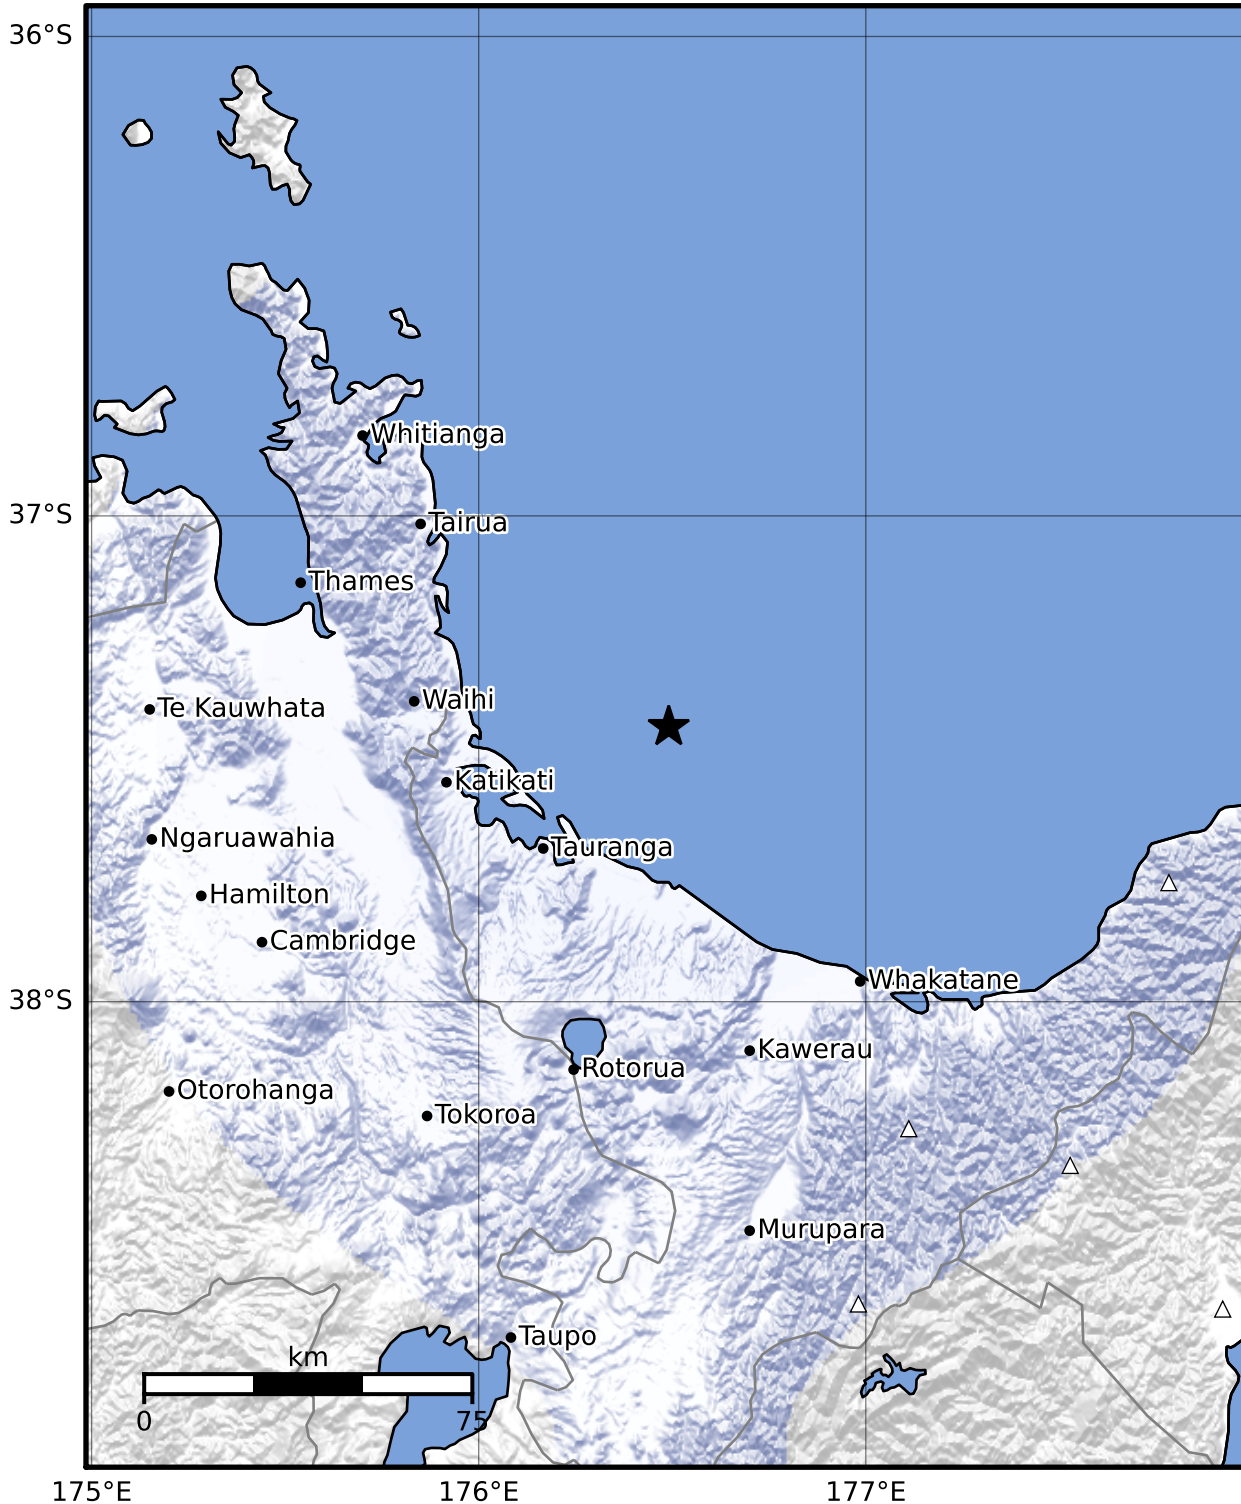 36°S
Whitianga
37°S
Tairua
Thames
Waihi
Te Kauwhata
Katikati
Ngaruawahia
Tauranga
Hamilton
Cambridge
Whakatane
38°S
Kawerau
Rotorua
Otorohanga
Tokoroa
Murupara
Taupo
km
0 75
175°E 176°E 177°E